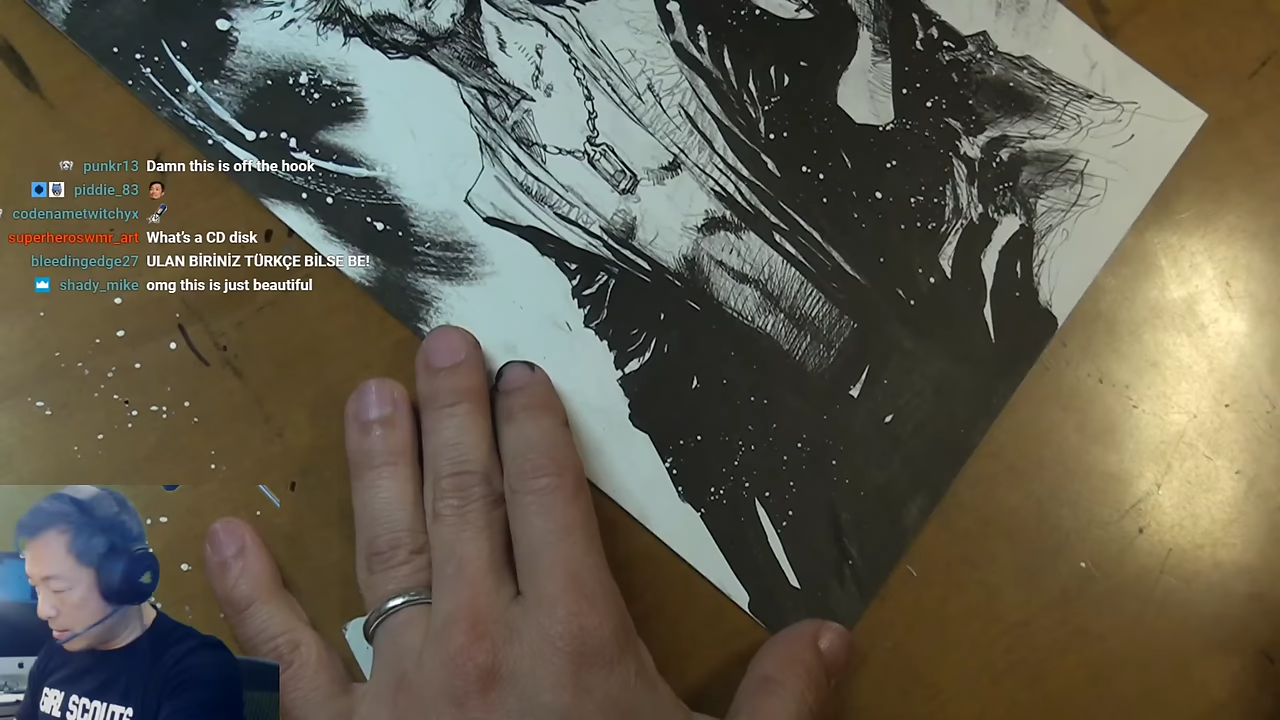 punkr13 Damn this is off the hook
piddie_83
codenametwitchyx
superheroswmr_art What's a CD disk
bleedingedge27 ULAN BİRİNİZ TÜRKÇE BİLSE BE!
shady_mike omg this is just beautiful
GIRL SCOUTS